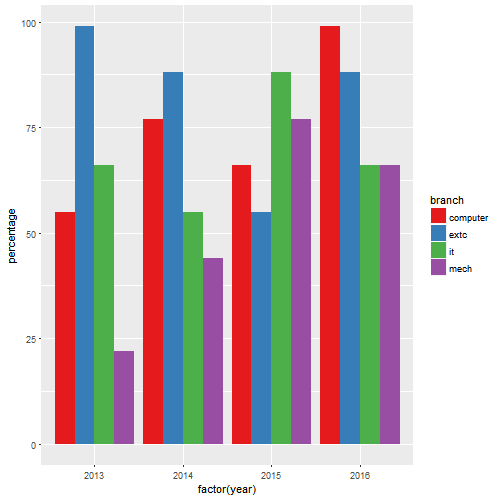 100
75
50
25
0
percentage
2013 2014 2015 2016
factor(year)
branch
computer
extc
it
mech